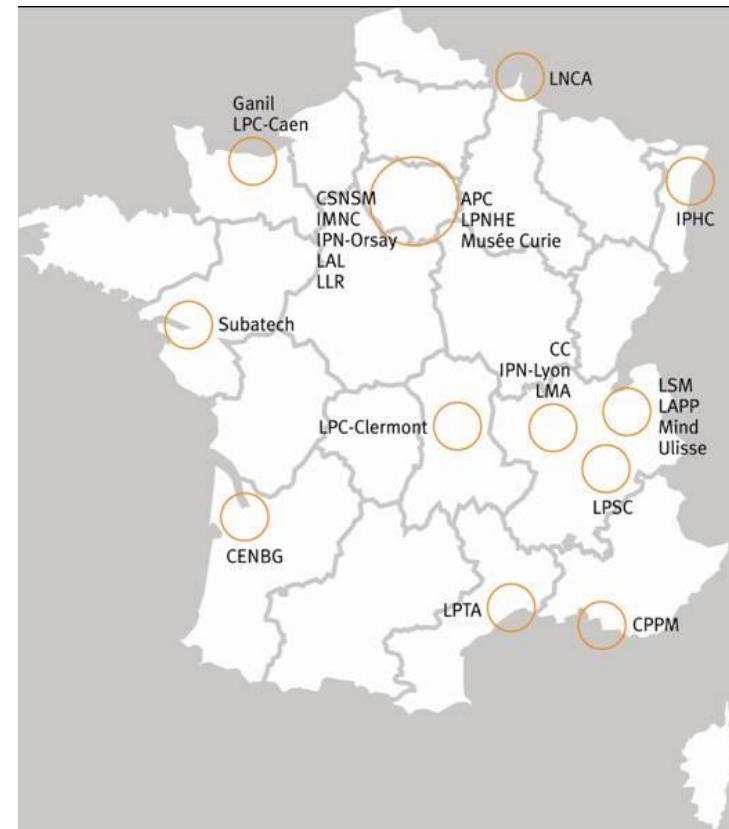 LNCA
Ganil
LPC-Caen
CSNSM
IMNC
IPN-Orsay
LAL
LLR
APC
LPNHE
Musée Curie
IPHC
Subatech
CC
IPN-Lyon
LMA
LSM
LAPP
Mind
Ulisse
LPC-Clermont
LPSC
CENBG
LPTA
CPPM